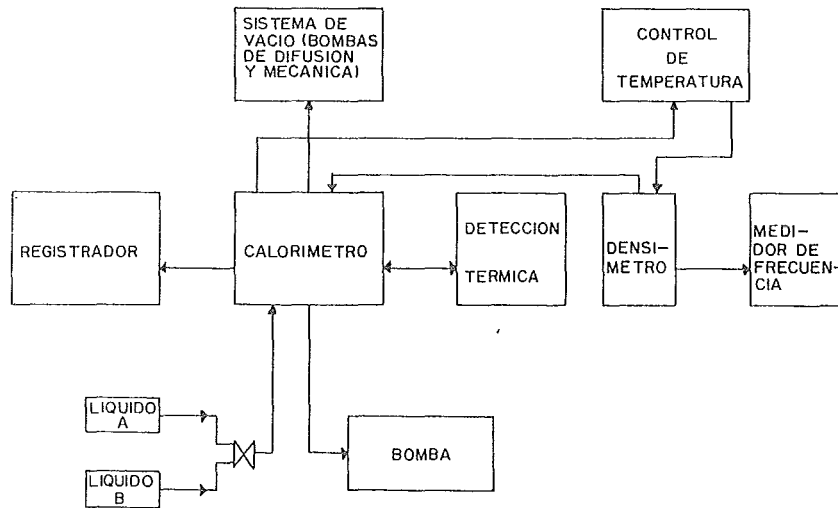 SISTEMA DE
VACIO (BOMBAS
DE DIFUSION
Y MECANICA)
CONTROL
DE
TEMPERATURA
REGISTRADOR
CALORIMETRO
DETECCION
TERMICA
DENSI-
METRO
MEDI-
DOR DE
FRECUEN-
CIA
LIQUIDO
A
LIQUIDO
B
BOMBA